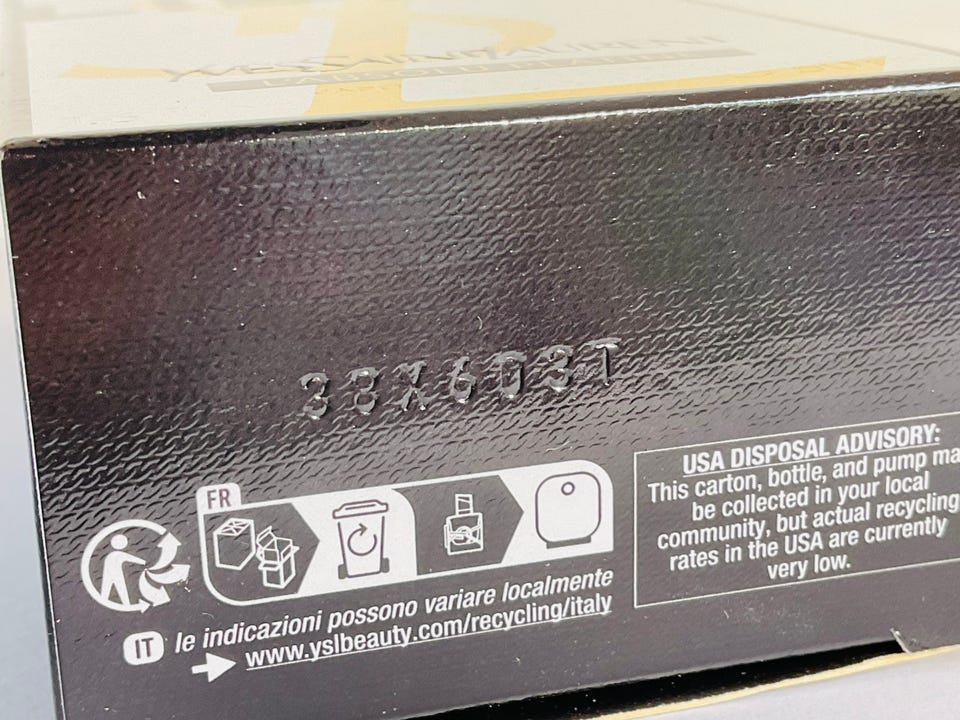 YVESSAINTLAURENT
38X6D3T
FR
IT le indicazioni possono variare localmente
www.yslbeauty.com/recycling/italy
USA DISPOSAL ADVISORY:
This carton, bottle, and pump ma
be collected in your local
community, but actual recycling
rates in the USA are currently
very low.